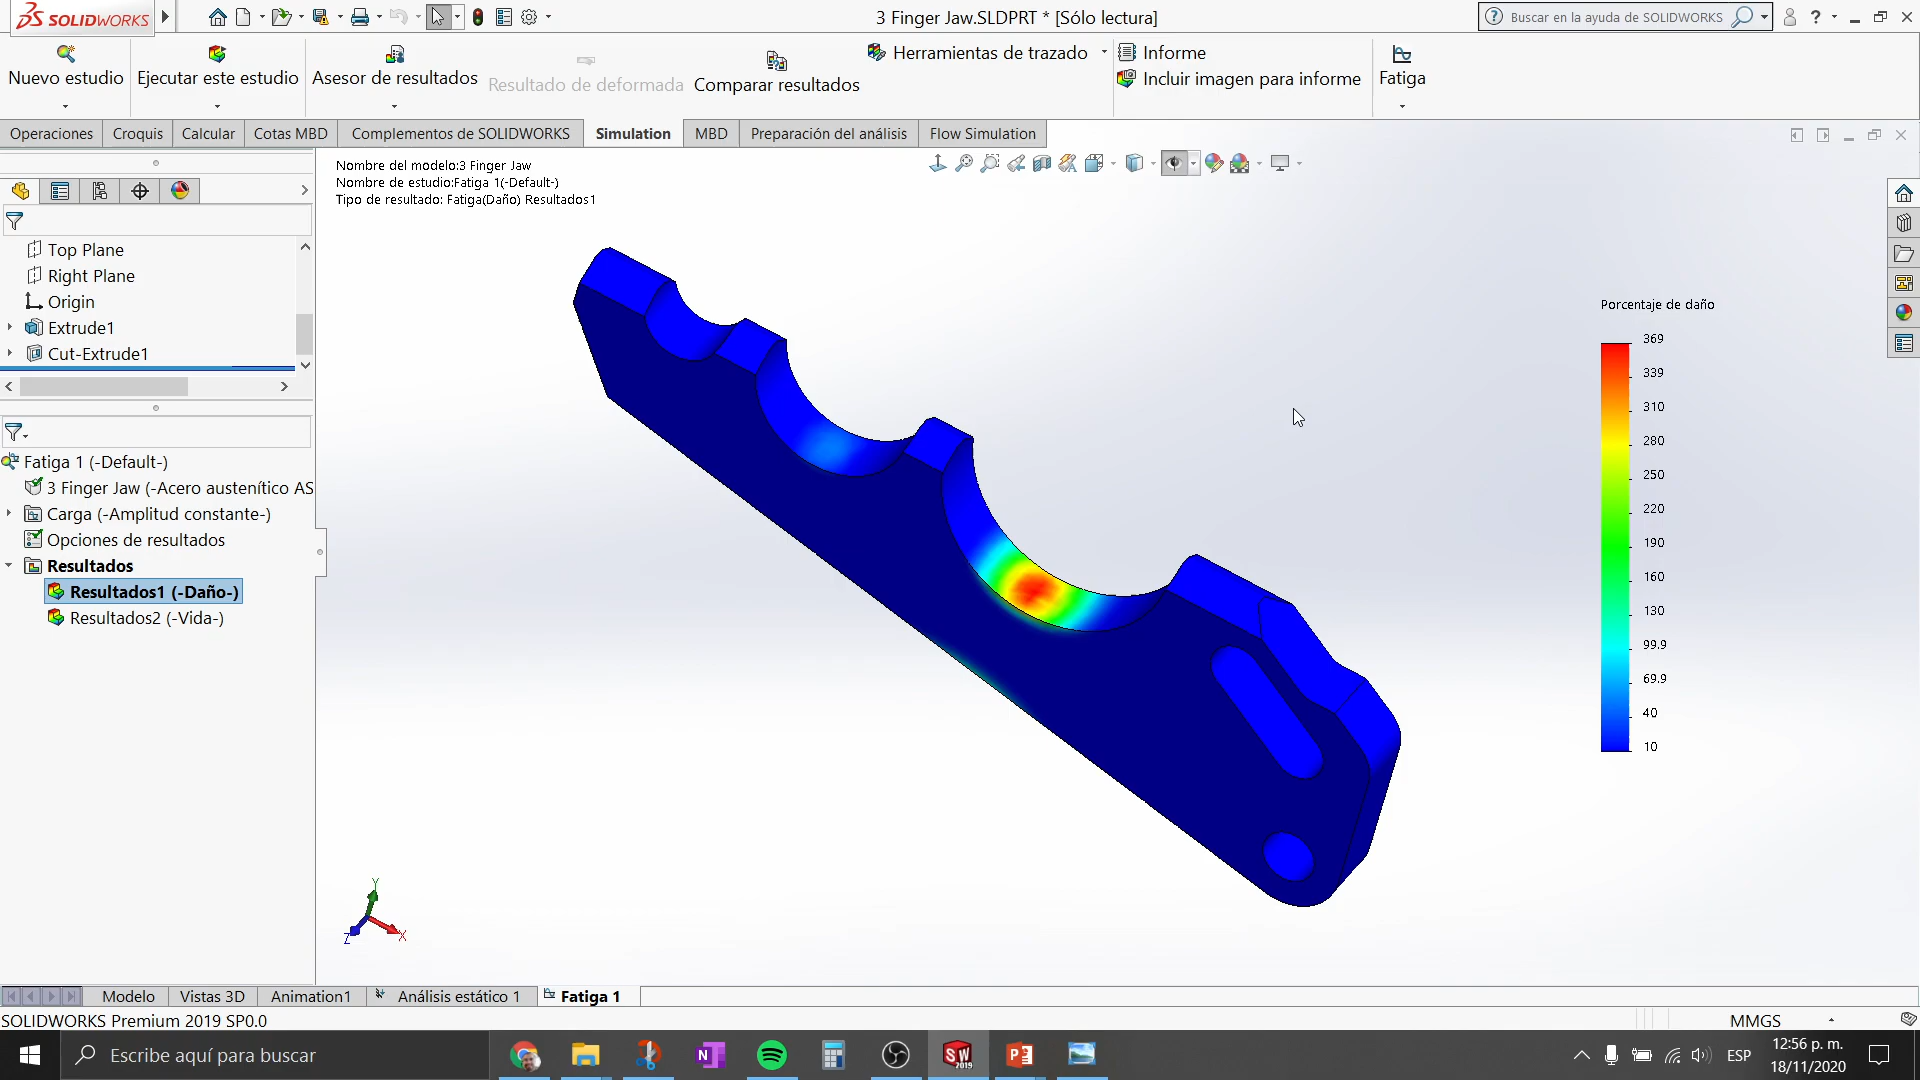 SOLIDWORKS
3 Finger Jaw.SLDPRT * [Sólo lectura]
Buscar en la ayuda de SOLIDWORKS
Nuevo estudio
Ejecutar este estudio
Asesor de resultados
Resultado de deformada
Comparar resultados
Herramientas de trazado
Informe
Incluir imagen para informe
Fatiga
Operaciones
Croquis
Calcular
Cotas MBD
Complementos de SOLIDWORKS
Simulation
MBD
Preparación del análisis
Flow Simulation
Nombre del modelo:3 Finger Jaw
Nombre de estudio:Fatiga 1(-Default-)
Tipo de resultado: Fatiga(Daño) Resultados1
Top Plane
Right Plane
Origin
Extrude1
Cut-Extrude1
Fatiga 1 (-Default-)
3 Finger Jaw (-Acero austenítico AS
Carga (-Amplitud constante-)
Opciones de resultados
Resultados
Resultados1 (-Daño-)
Resultados2 (-Vida-)
Porcentaje de daño
369
339
310
280
250
220
190
160
130
99.9
69.9
40
10
Y
X
Z
Modelo
Vistas 3D
Animation1
Análisis estático 1
Fatiga 1
SOLIDWORKS Premium 2019 SP0.0
MMGS
Escribe aquí para buscar
N
SW
2019
P
ESP
12:56 p. m.
18/11/2020